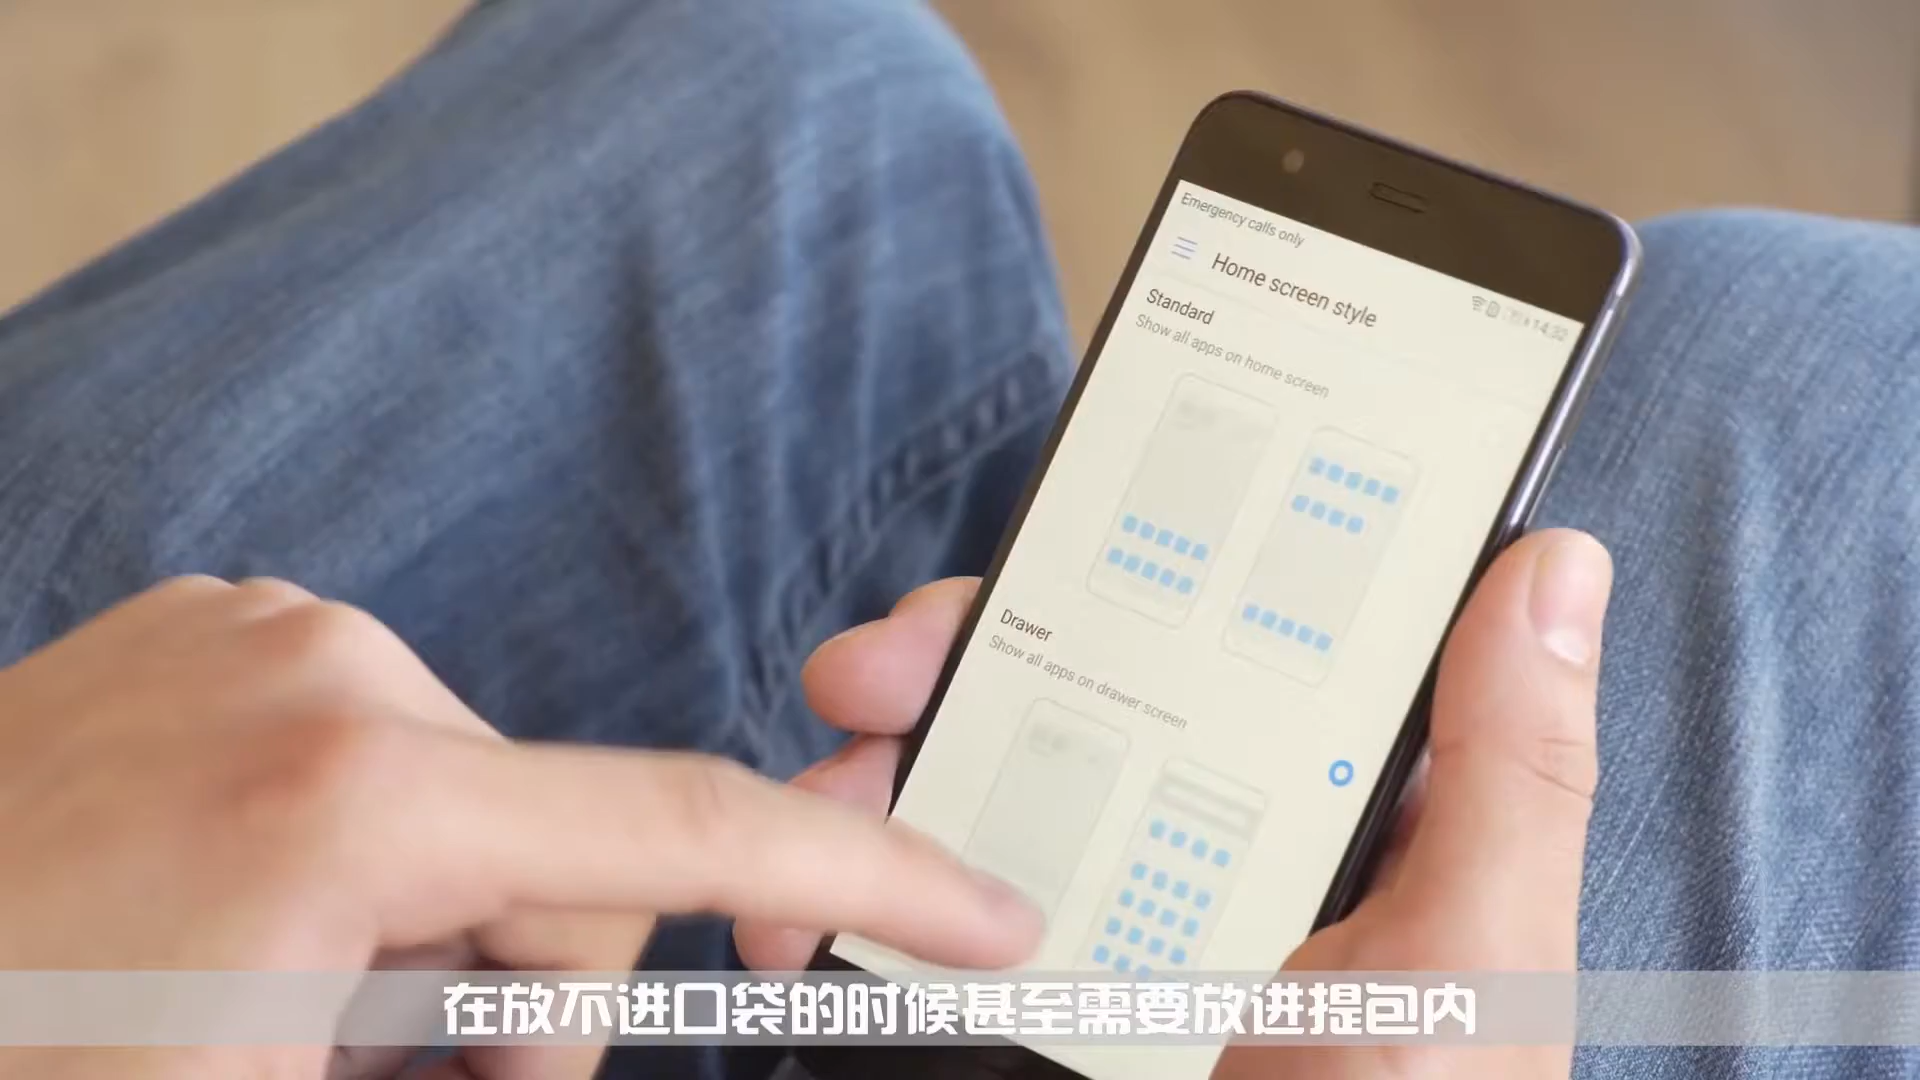 Emergency calls only
14:32
Home screen style
Standard
Show all apps on home screen
Drawer
Show all apps on drawer screen
在放不进口袋的时候甚至需要放进提包内